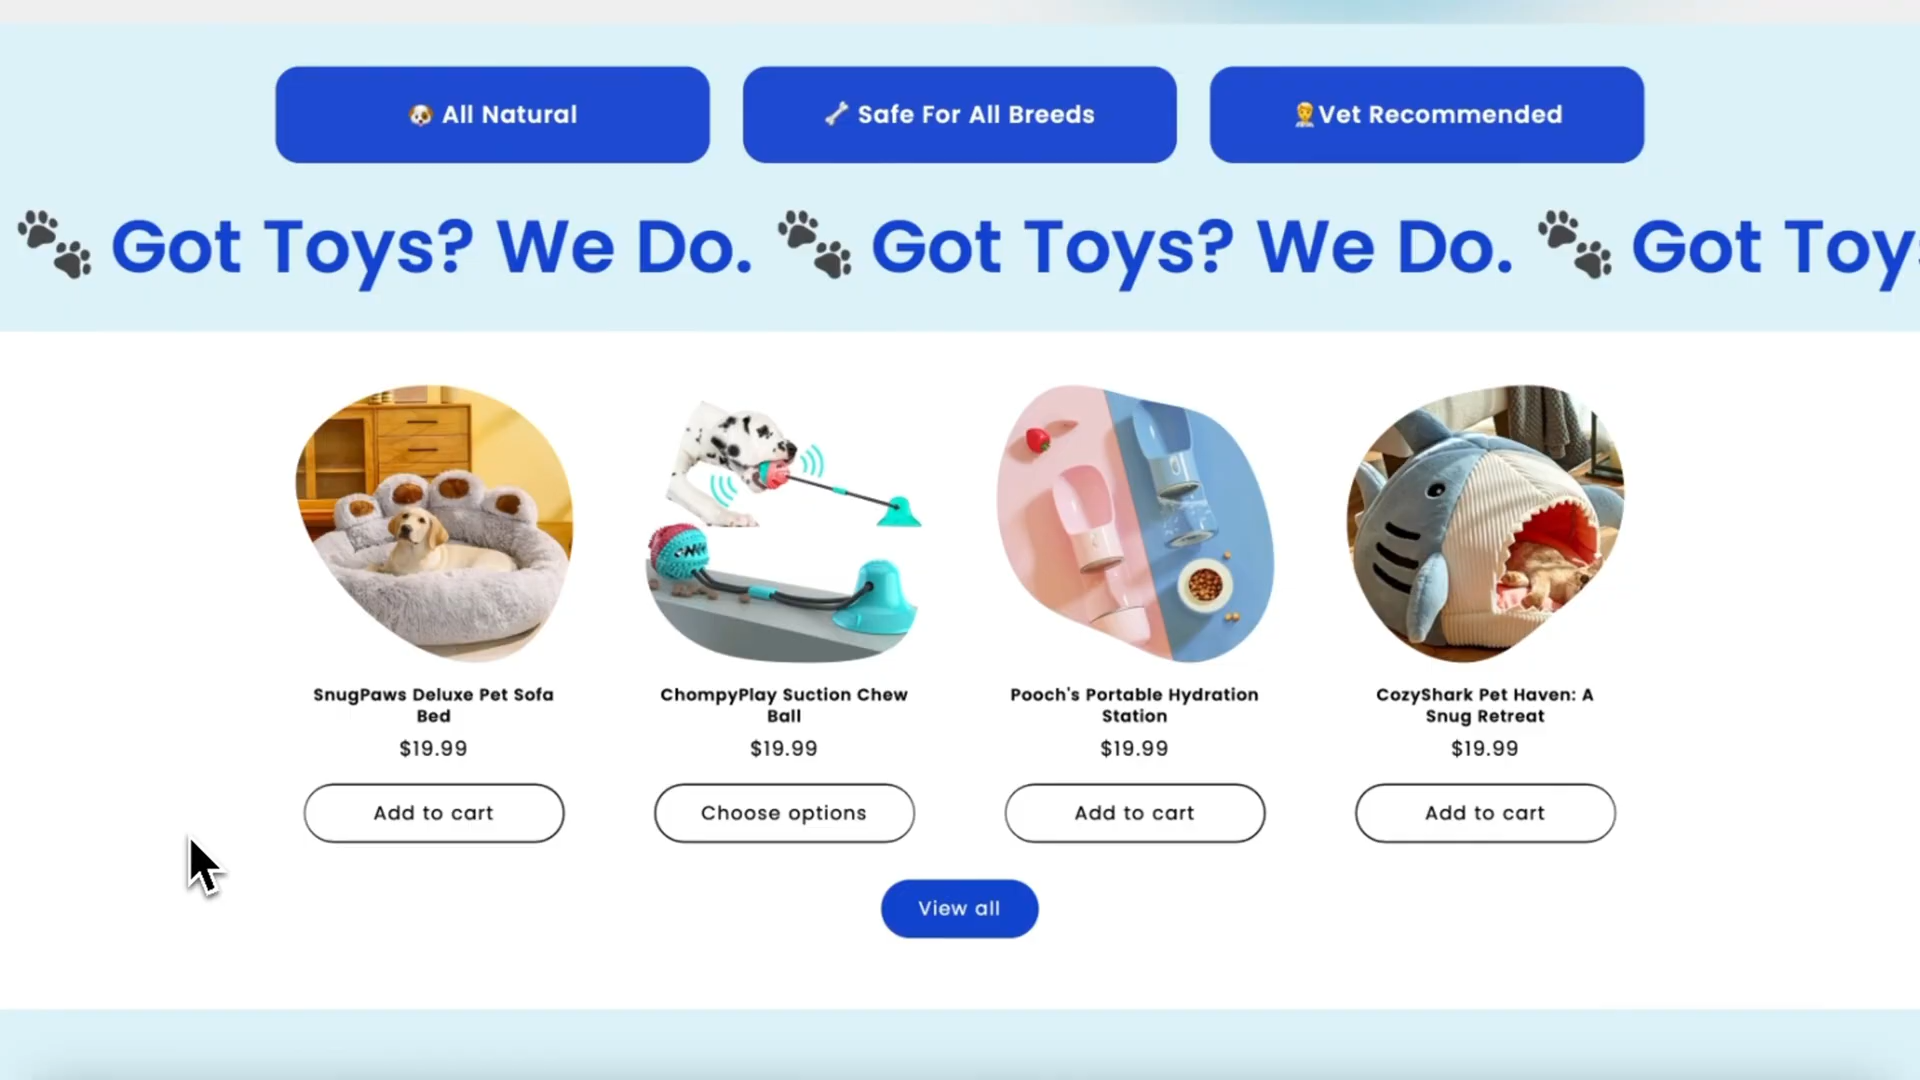 🐶 All Natural
🦴 Safe For All Breeds
👨‍⚕️Vet Recommended
🐾 Got Toys? We Do. 🐾 Got Toys? We Do. 🐾 Got Toys
SnugPaws Deluxe Pet Sofa
Bed
$19.99
Add to cart
ChompyPlay Suction Chew
Ball
$19.99
Choose options
Pooch's Portable Hydration
Station
$19.99
Add to cart
CozyShark Pet Haven: A
Snug Retreat
$19.99
Add to cart
View all